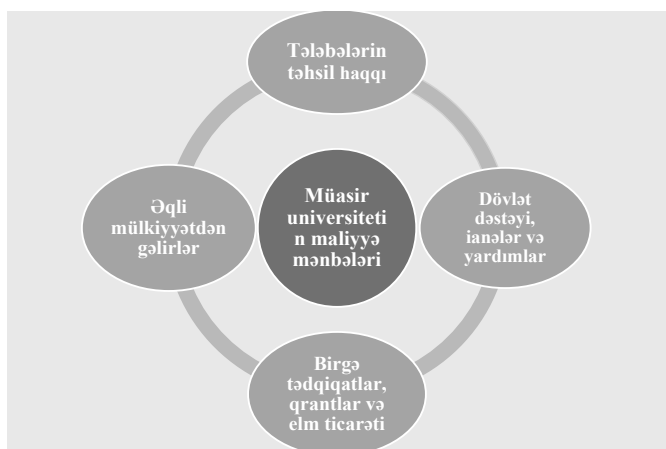 Tələbələrin
təhsil haqqı
Əqli
mülkiyyətdən
gəlirlər
Müasir
universiteti
n maliyyə
mənbələri
Dövlət
dəstəyi,
ianələr və
yardımlar
Birgə
tədqiqatlar,
qrantlar və
elm ticarəti